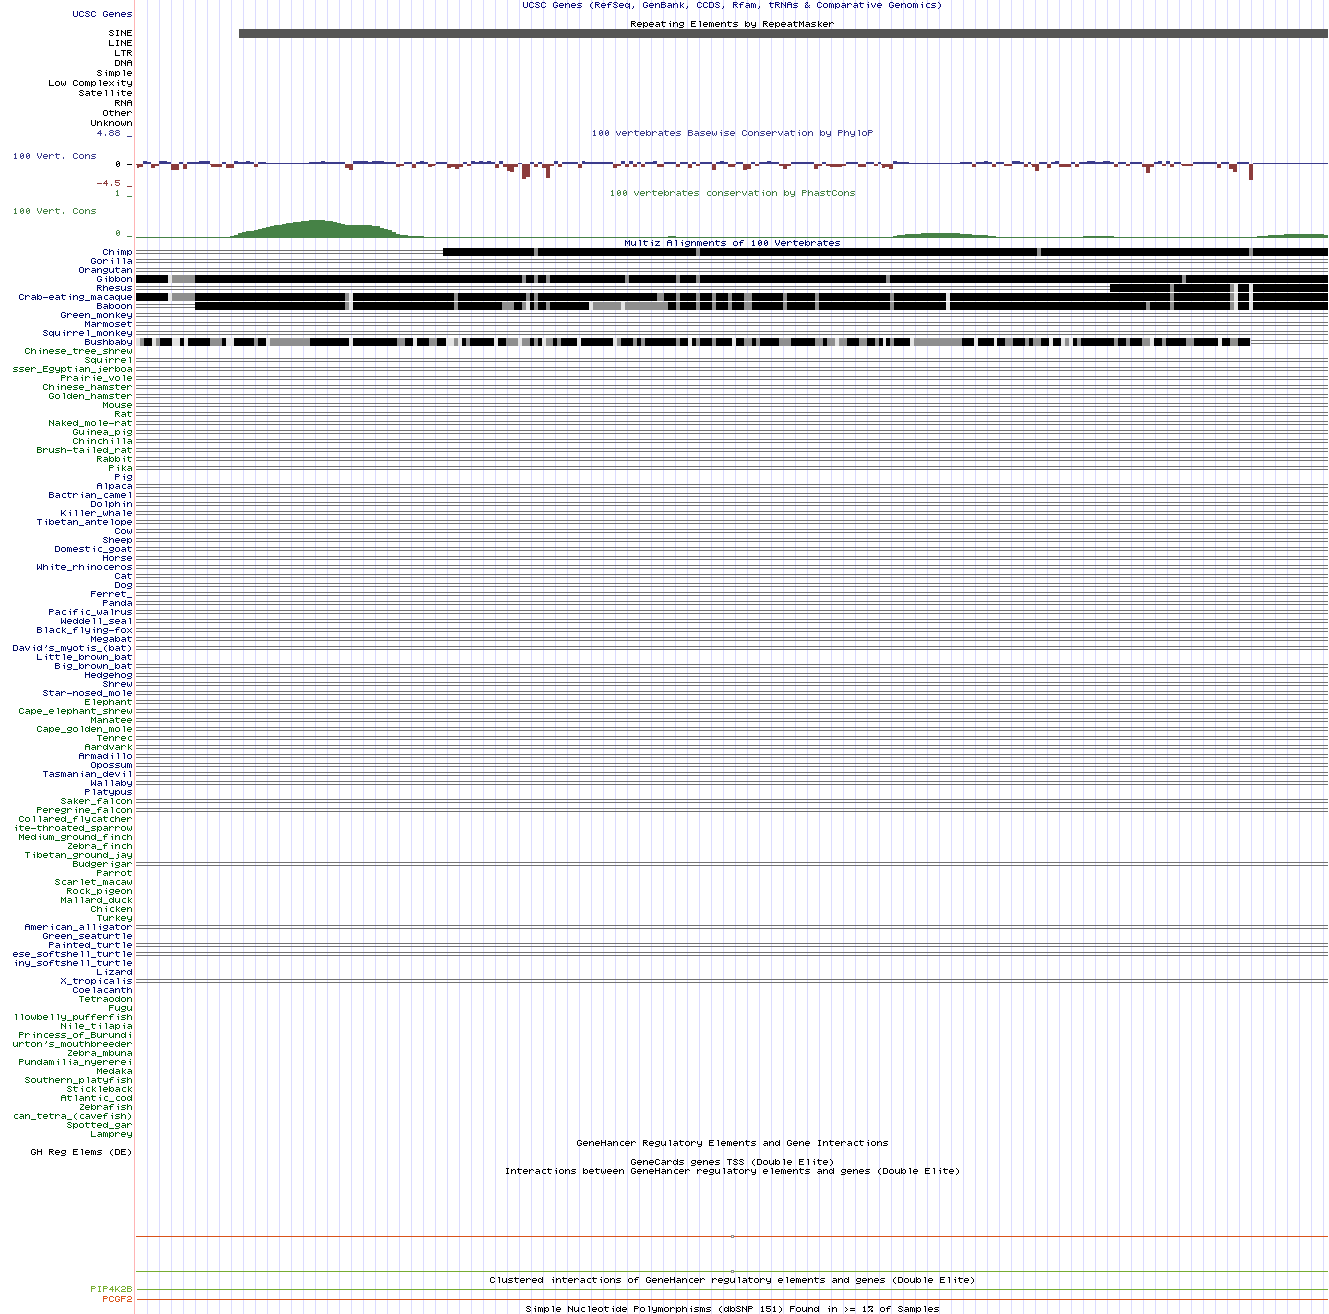 UCSC Genes (RefSeq, GenBank, CCDS, Rfam, tRNAs & Comparative Genomics)
UCSC Genes
Repeating Elements by RepeatMasker
SINE
LINE
LTR
DNA
Simple
Low Complexity
Satellite
RNA
Other
Unknown
4.88 _
100 vertebrates Basewise Conservation by PhyloP
100 Vert. Cons
0 _
-4.5 _
1 _
100 vertebrates conservation by PhastCons
100 Vert. Cons
0 _
Multiz Alignments of 100 Vertebrates
Chimp
Gorilla
Orangutan
Gibbon
Rhesus
Crab-eating_macaque
Baboon
Green_monkey
Marmoset
Squirrel_monkey
Bushbaby
Chinese_tree_shrew
Squirrel
sser_Egyptian_jerboa
Prairie_vole
Chinese_hamster
Golden_hamster
Mouse
Rat
Naked_mole-rat
Guinea_pig
Chinchilla
Brush-tailed_rat
Rabbit
Pika
Pig
Alpaca
Bactrian_camel
Dolphin
Killer_whale
Tibetan_antelope
Cow
Sheep
Domestic_goat
Horse
White_rhinoceros
Cat
Dog
Ferret_
Panda
Pacific_walrus
Weddell_seal
Black_flying-fox
Megabat
David's_myotis_(bat)
Little_brown_bat
Big_brown_bat
Hedgehog
Shrew
Star-nosed_mole
Elephant
Cape_elephant_shrew
Manatee
Cape_golden_mole
Tenrec
Aardvark
Armadillo
Opossum
Tasmanian_devil
Wallaby
Platypus
Saker_falcon
Peregrine_falcon
Collared_flycatcher
ite-throated_sparrow
Medium_ground_finch
Zebra_finch
Tibetan_ground_jay
Budgerigar
Parrot
Scarlet_macaw
Rock_pigeon
Mallard_duck
Chicken
Turkey
American_alligator
Green_seaturtle
Painted_turtle
ese_softshell_turtle
iny_softshell_turtle
Lizard
X_tropicalis
Coelacanth
Tetraodon
Fugu
llowbelly_pufferfish
Nile_tilapia
Princess_of_Burundi
urton's_mouthbreeder
Zebra_mbuna
Pundamilia_nyererei
Medaka
Southern_platyfish
Stickleback
Atlantic_cod
Zebrafish
can_tetra_(cavefish)
Spotted_gar
Lamprey
GeneHancer Regulatory Elements and Gene Interactions
GH Reg Elems (DE)
GeneCards genes TSS (Double Elite)
Interactions between GeneHancer regulatory elements and genes (Double Elite)
Clustered interactions of GeneHancer regulatory elements and genes (Double Elite)
PIP4K2B
PCGF2
Simple Nucleotide Polymorphisms (dbSNP 151) Found in >= 1% of Samples